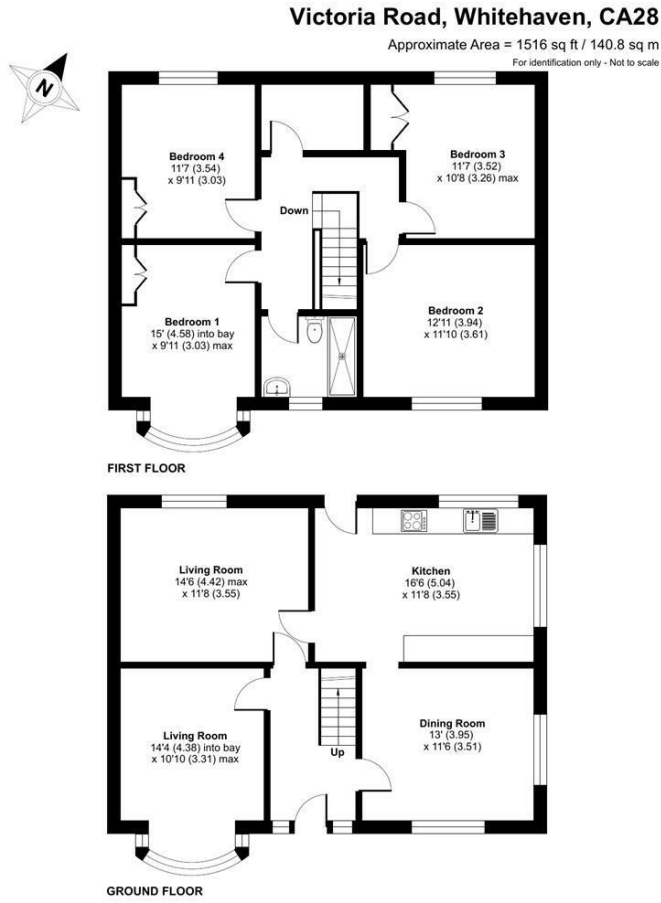 Victoria Road, Whitehaven, CA28
Approximate Area = 1516 sq ft / 140.8 sq m
For identification only - Not to scale
N
Bedroom 4
11'7 (3.54)
x 9'11 (3.03)
Bedroom 3
11'7 (3.52)
x 10'8 (3.26) max
Down
Bedroom 1
15' (4.58) into bay
x 9'11 (3.03) max
Bedroom 2
12'11 (3.94)
x 11'10 (3.61)
FIRST FLOOR
Living Room
14'6 (4.42) max
x 11'8 (3.55)
Kitchen
16'6 (5.04)
x 11'8 (3.55)
Living Room
14'4 (4.38) into bay
x 10'10 (3.31) max
Up
Dining Room
13' (3.95)
x 11'6 (3.51)
GROUND FLOOR